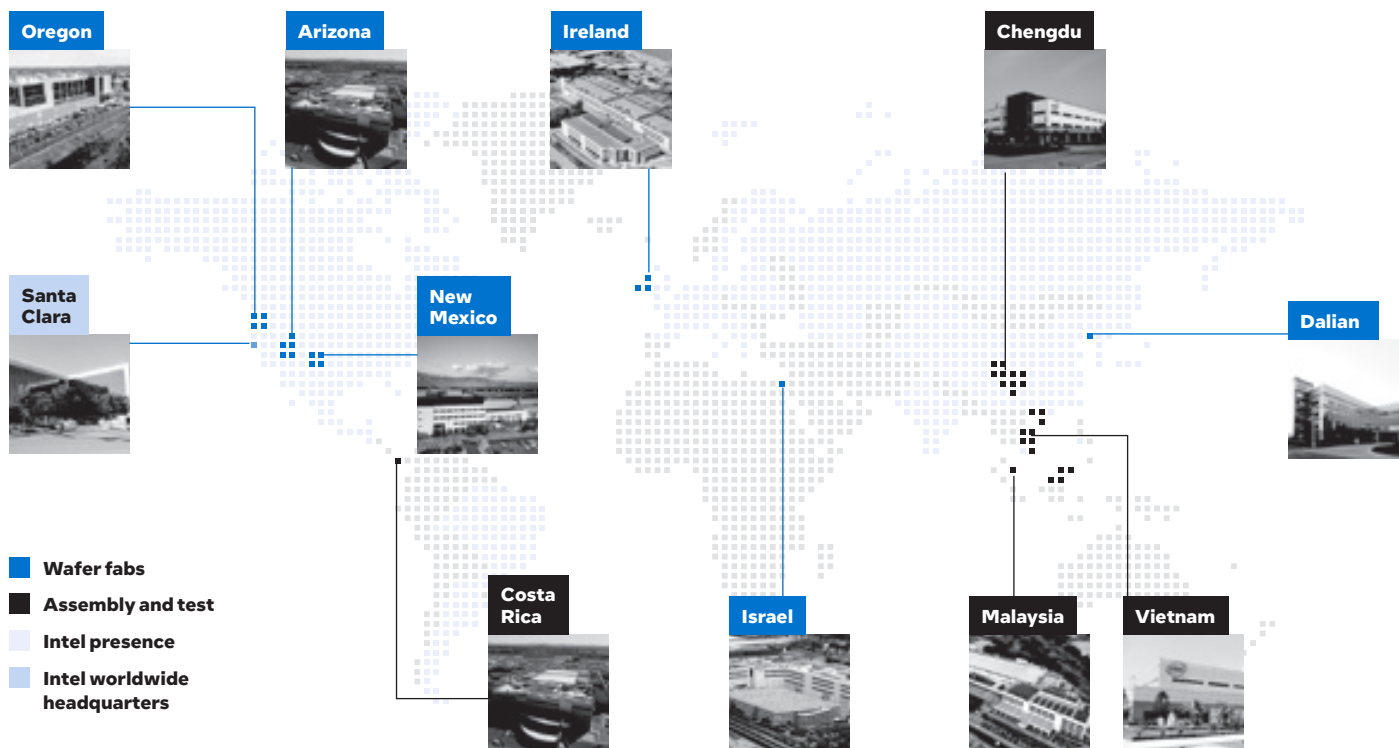 Oregon
Arizona
Ireland
Chengdu
Santa
Clara
New
Mexico
Dalian
Wafer fabs
Assembly and test
Intel presence
Intel worldwide
headquarters
Costa
Rica
Israel
Malaysia
Vietnam